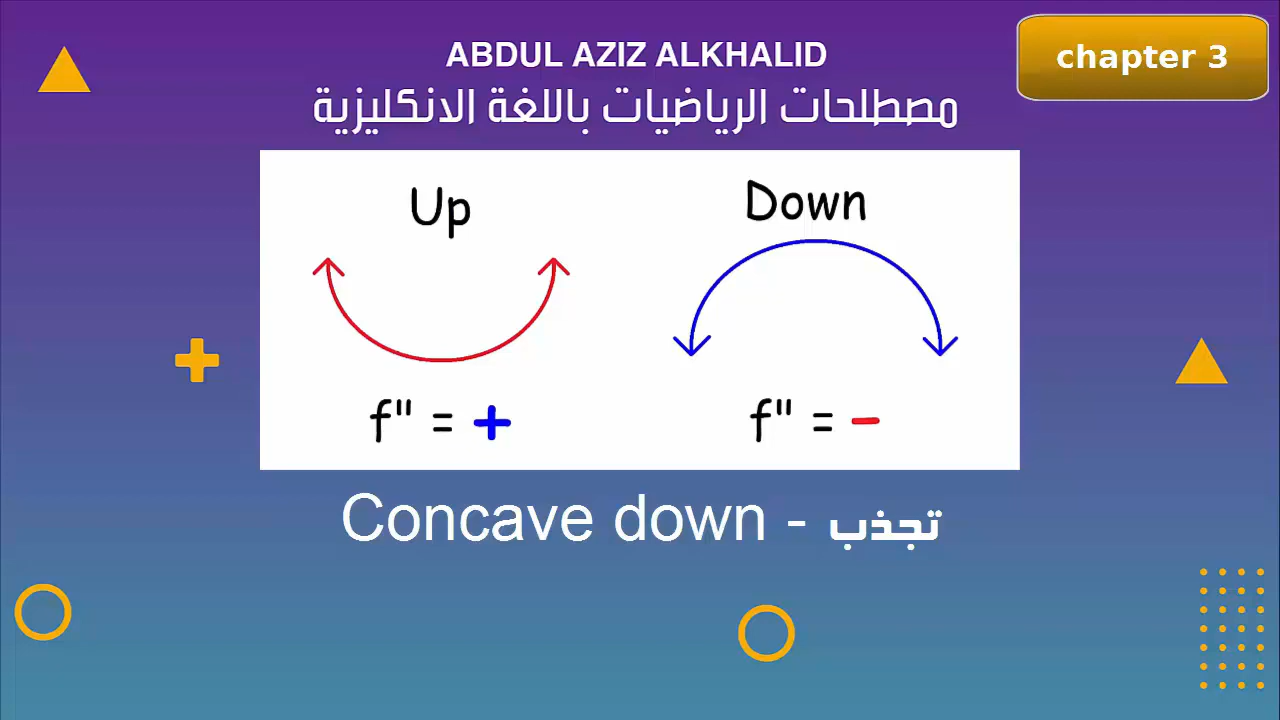 ABDUL AZIZ ALKHALID
chapter 3
مصطلحات الرياضيات باللغة الانكليزية
Up
Down
f" = +
f" = −
Concave down - تجذب